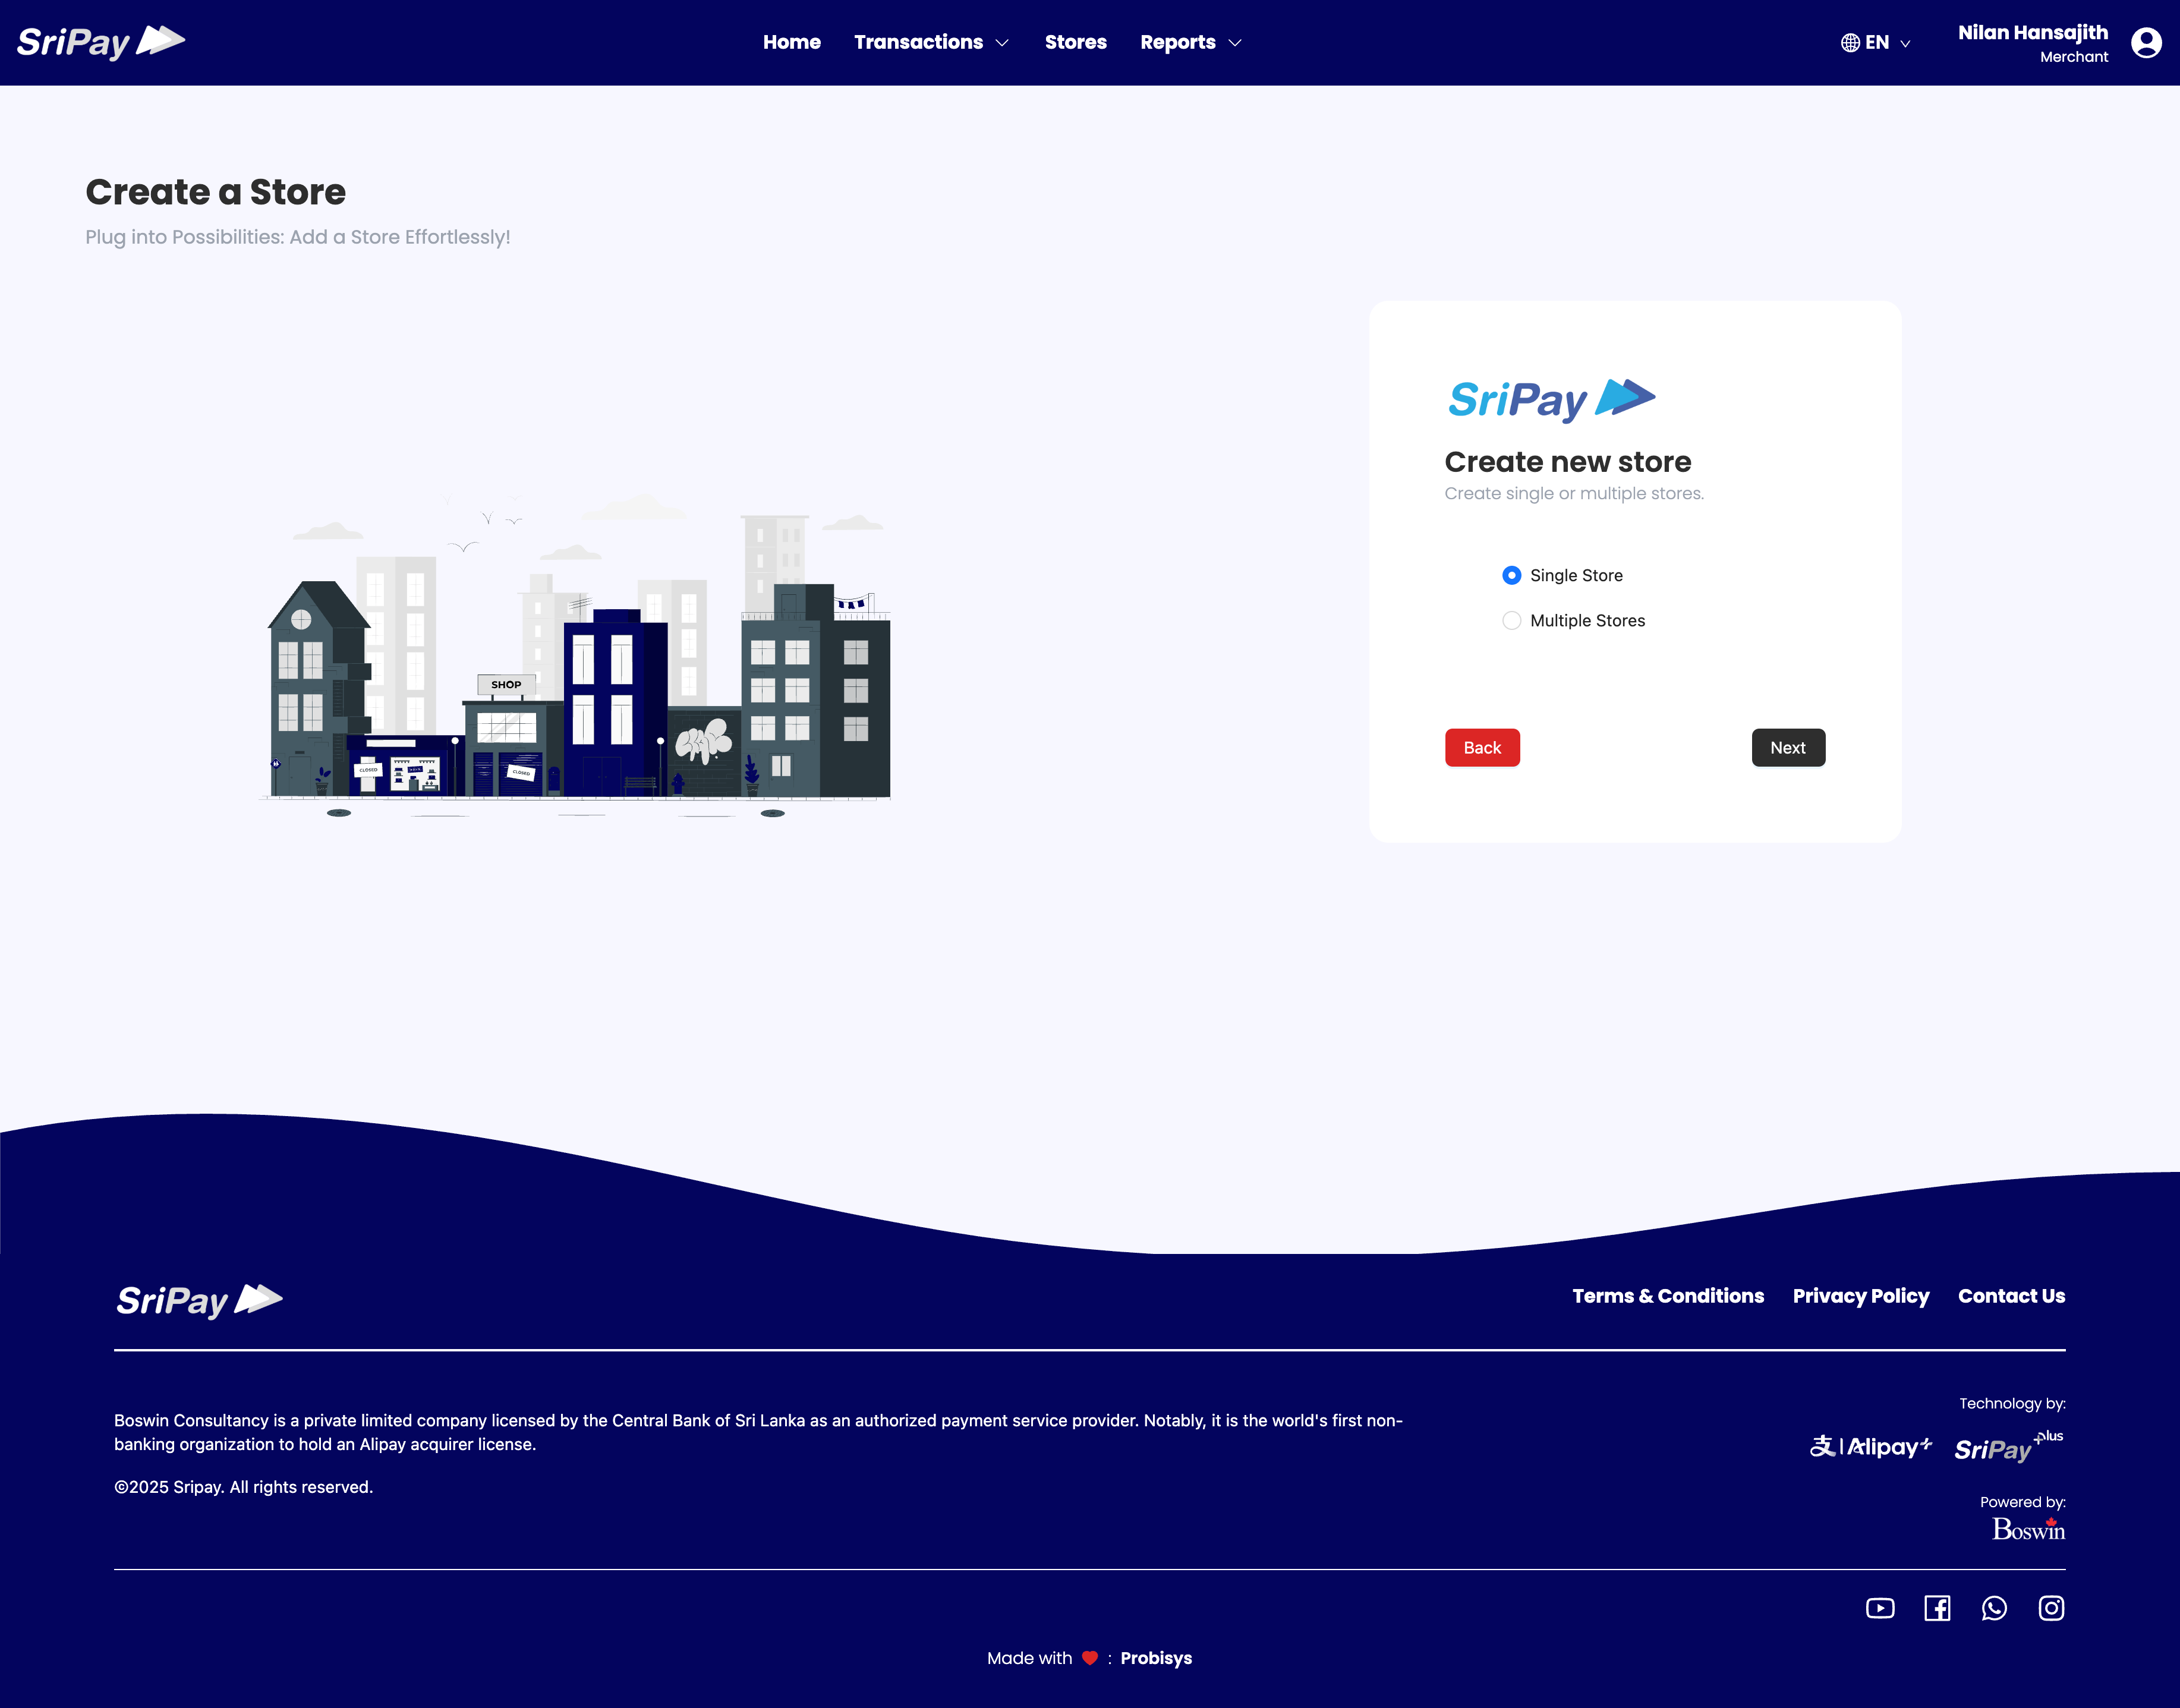 SriPay
Home Transactions Stores Reports
EN
Nilan Hansajith
Merchant
Create a Store
Plug into Possibilities: Add a Store Effortlessly!
SHOP
CLOSED
CLOSED
SriPay
Create new store
Create single or multiple stores.
Single Store
Multiple Stores
Back Next
SriPay
Terms & Conditions Privacy Policy Contact Us
Boswin Consultancy is a private limited company licensed by the Central Bank of Sri Lanka as an authorized payment service provider. Notably, it is the world's first non-
banking organization to hold an Alipay acquirer license.
©2025 Sripay. All rights reserved.
Technology by:
支 | Alipay+ SriPay+plus
Powered by:
Boswin
Made with ❤ : Probisys